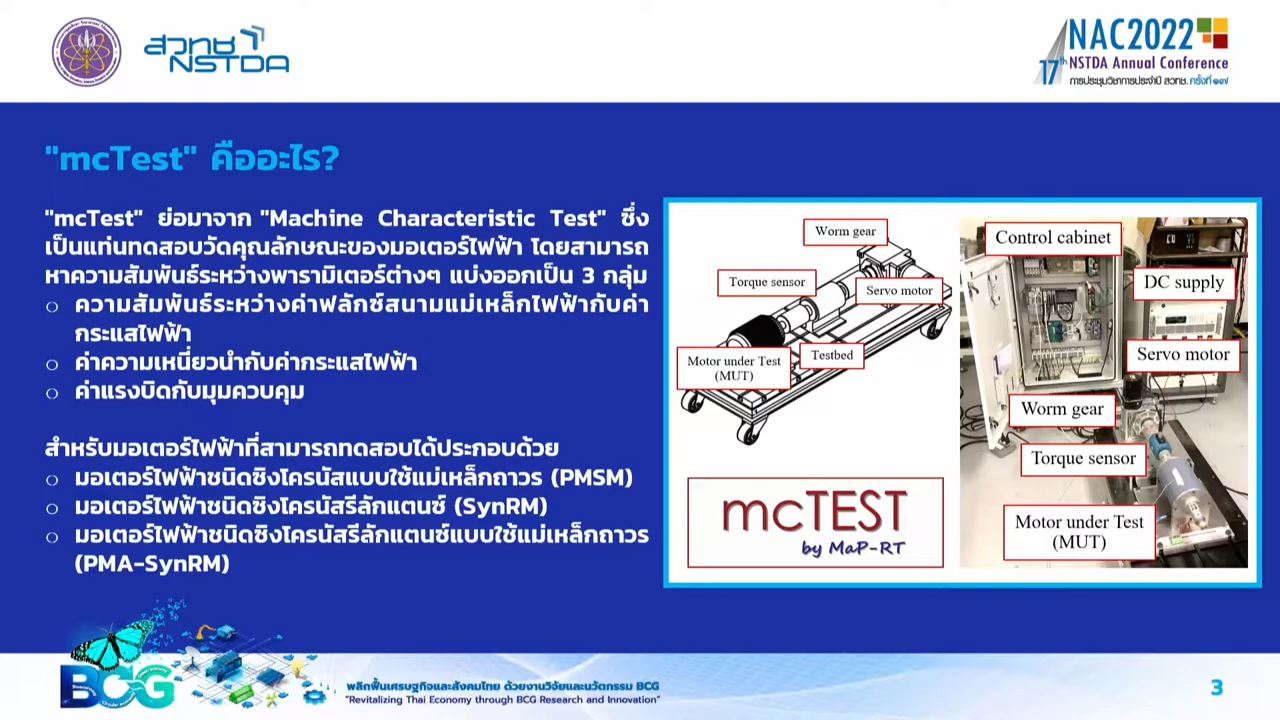 สวทช
NSTDA
NAC2022
17th NSTDA Annual Conference
การประชุมวิชาการประจำปี สวทช. ครั้งที่ ๑๗
"mcTest" คืออะไร?
"mcTest" ย่อมาจาก "Machine Characteristic Test" ซึ่ง
เป็นแท่นทดสอบวัดคุณลักษณะของมอเตอร์ไฟฟ้า โดยสามารถ
หาความสัมพันธ์ระหว่างพารามิเตอร์ต่างๆ แบ่งออกเป็น 3 กลุ่ม
○ ความสัมพันธ์ระหว่างค่าฟลักซ์สนามแม่เหล็กไฟฟ้ากับค่า
กระแสไฟฟ้า
○ ค่าความเหนี่ยวนำกับค่ากระแสไฟฟ้า
○ ค่าแรงบิดกับมุมควบคุม
สำหรับมอเตอร์ไฟฟ้าที่สามารถทดสอบได้ประกอบด้วย
○ มอเตอร์ไฟฟ้าชนิดซิงโครนัสแบบใช้แม่เหล็กถาวร (PMSM)
○ มอเตอร์ไฟฟ้าชนิดซิงโครนัสรีลักแตนซ์ (SynRM)
○ มอเตอร์ไฟฟ้าชนิดซิงโครนัสรีลักแตนซ์แบบใช้แม่เหล็กถาวร
(PMA-SynRM)
Worm gear
Torque sensor
Servo motor
Testbed
Motor under Test
(MUT)
mcTEST
by MaP-RT
Control cabinet
DC supply
Servo motor
Worm gear
Torque sensor
Motor under Test
(MUT)
BCG
พลิกฟื้นเศรษฐกิจและสังคมไทย ด้วยงานวิจัยและนวัตกรรม BCG
"Revitalizing Thai Economy through BCG Research and Innovation"
3